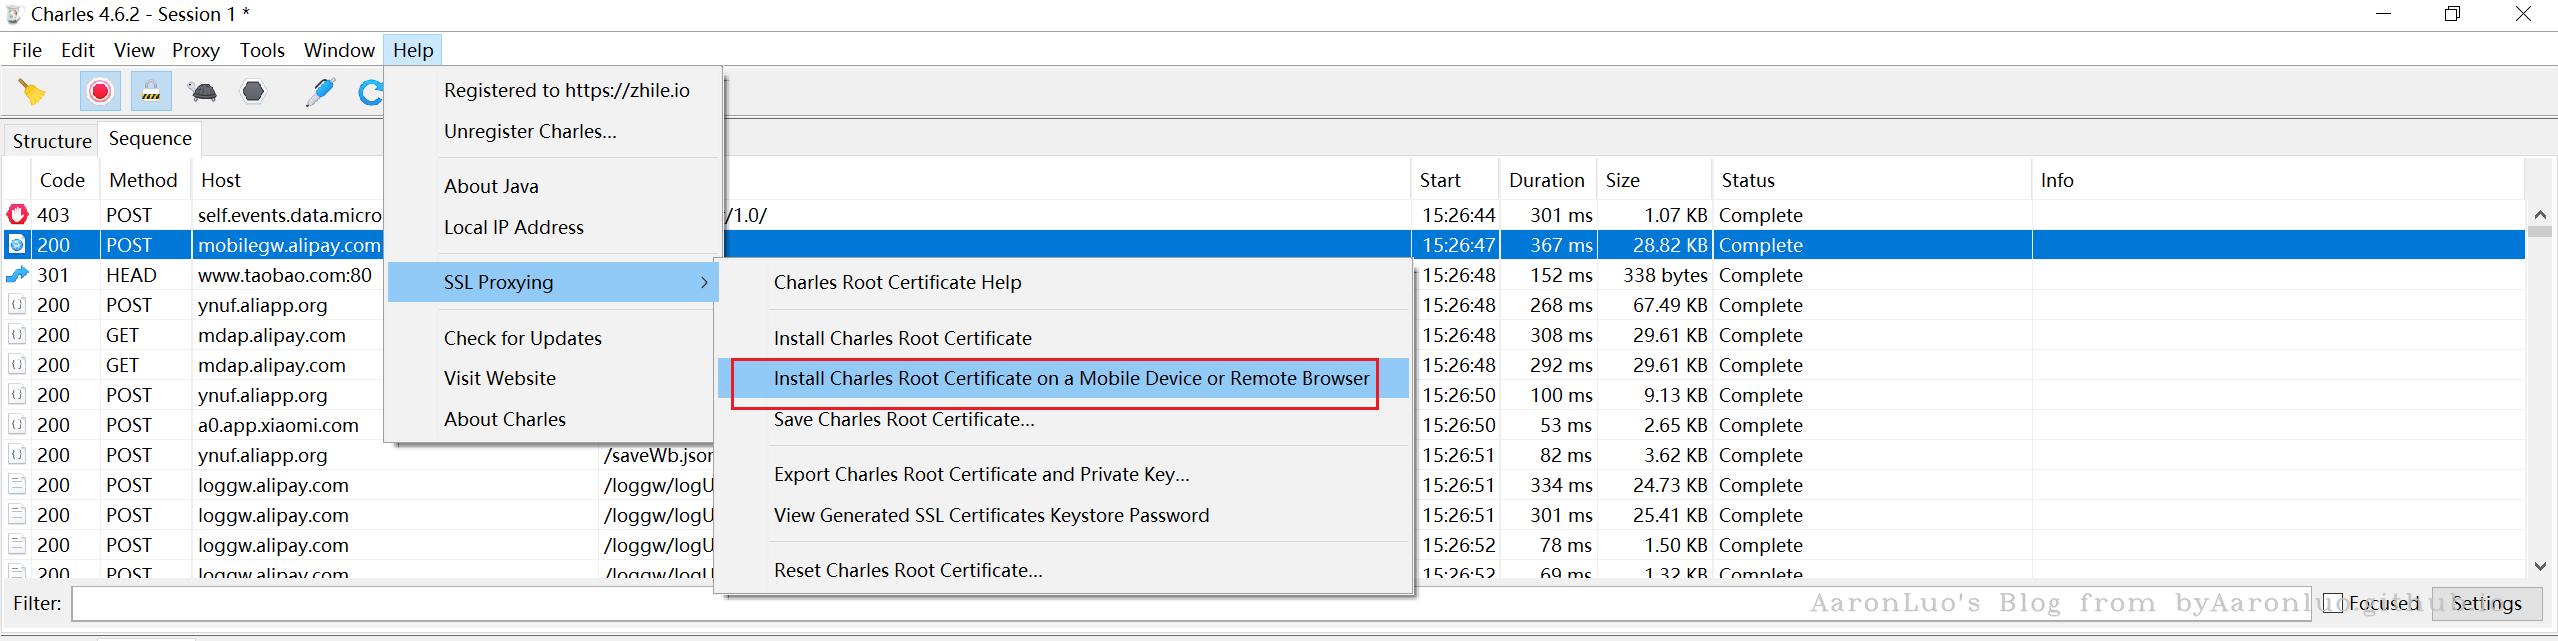 Charles 4.6.2 - Session 1 *
File Edit View Proxy Tools Window Help
Registered to https://zhile.io
Unregister Charles...
About Java
Local IP Address
SSL Proxying
Check for Updates
Visit Website
About Charles
Charles Root Certificate Help
Install Charles Root Certificate
Install Charles Root Certificate on a Mobile Device or Remote Browser
Save Charles Root Certificate...
Export Charles Root Certificate and Private Key...
View Generated SSL Certificates Keystore Password
Reset Charles Root Certificate...
Structure Sequence
Code Method Host Start Duration Size Status Info
403 POST self.events.data.micro /1.0/ 15:26:44 301 ms 1.07 KB Complete
200 POST mobilegw.alipay.com 15:26:47 367 ms 28.82 KB Complete
301 HEAD www.taobao.com:80 15:26:48 152 ms 338 bytes Complete
200 POST ynuf.aliapp.org 15:26:48 268 ms 67.49 KB Complete
200 GET mdap.alipay.com 15:26:48 308 ms 29.61 KB Complete
200 GET mdap.alipay.com 15:26:48 292 ms 29.61 KB Complete
200 POST ynuf.aliapp.org 15:26:50 100 ms 9.13 KB Complete
200 POST a0.app.xiaomi.com 15:26:50 53 ms 2.65 KB Complete
200 POST ynuf.aliapp.org /saveWb.json 15:26:51 82 ms 3.62 KB Complete
200 POST loggw.alipay.com /loggw/logU 15:26:51 334 ms 24.73 KB Complete
200 POST loggw.alipay.com /loggw/logU 15:26:51 301 ms 25.41 KB Complete
200 POST loggw.alipay.com /loggw/logU 15:26:52 78 ms 1.50 KB Complete
200 POST loggw.alipay.com /loggw/logU 15:26:52 69 ms 1.32 KB Complete
Filter: Focused Settings
AaronLuo's Blog from byAaronluo.github.io